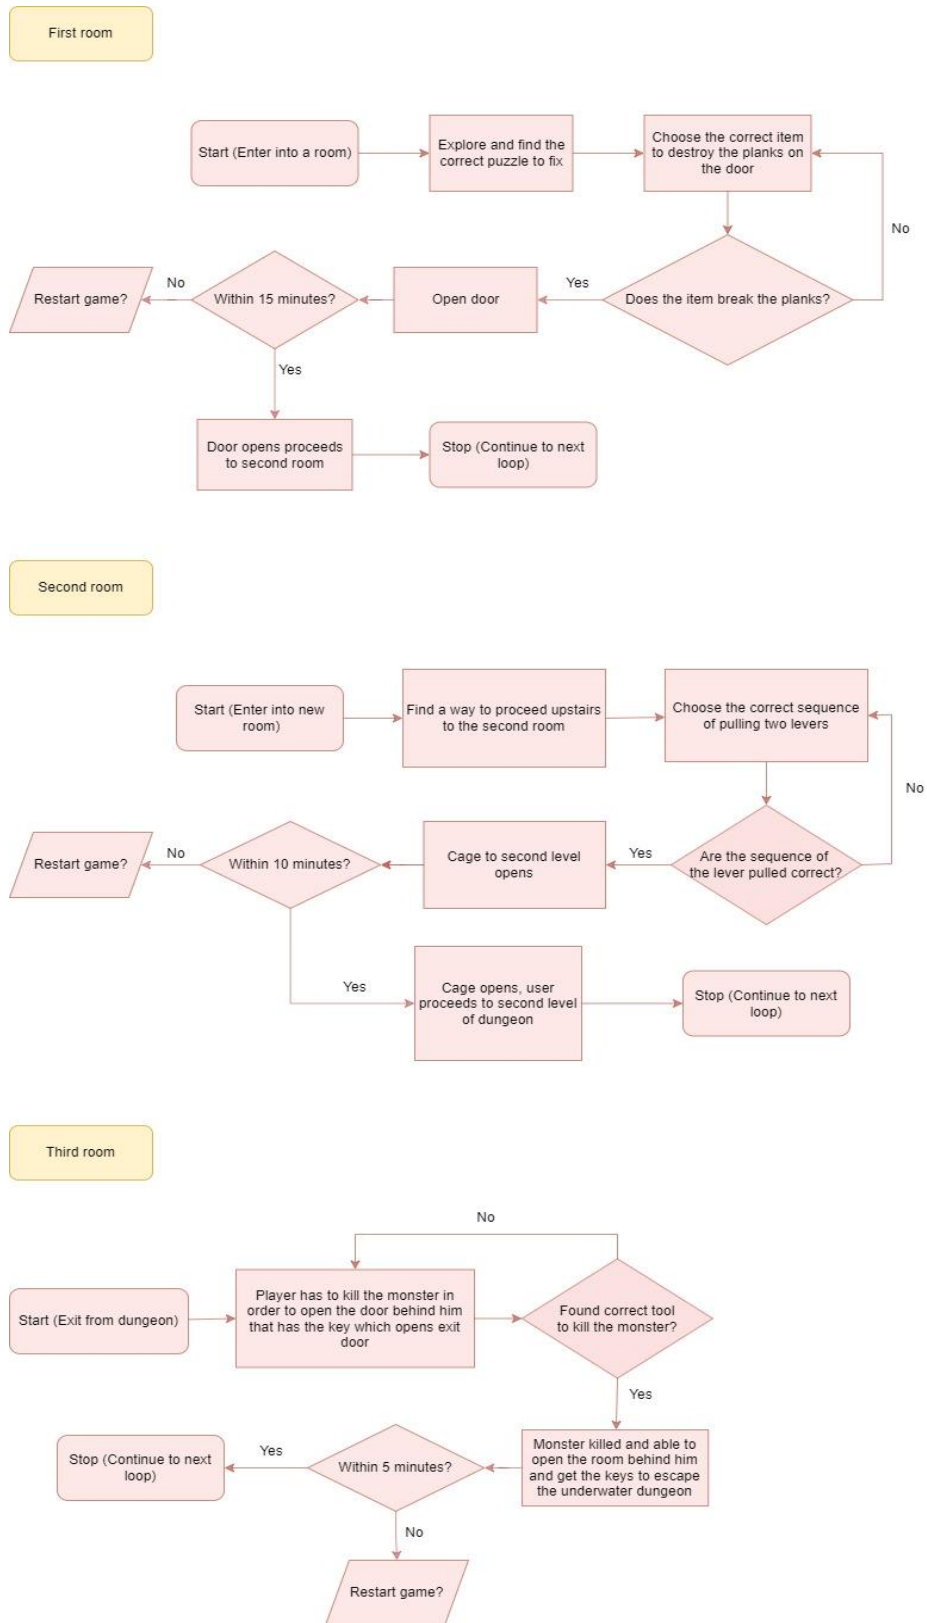 First room
Start (Enter into a room)
Explore and find the
correct puzzle to fix
Choose the correct item
to destroy the planks on
the door
No
Does the item break the planks?
Yes
Open door
Within 15 minutes?
No
Restart game?
Yes
Door opens proceeds
to second room
Stop (Continue to next
loop)
Second room
Start (Enter into new
room)
Find a way to proceed upstairs
to the second room
Choose the correct sequence
of pulling two levers
No
Are the sequence of
the lever pulled correct?
Yes
Cage to second level
opens
Within 10 minutes?
No
Restart game?
Yes
Cage opens, user
proceeds to second level
of dungeon
Stop (Continue to next
loop)
Third room
No
Start (Exit from dungeon)
Player has to kill the monster in
order to open the door behind him
that has the key which opens exit
door
Found correct tool
to kill the monster?
Yes
Monster killed and able to
open the room behind him
and get the keys to escape
the underwater dungeon
Within 5 minutes?
Yes
Stop (Continue to next
loop)
No
Restart game?